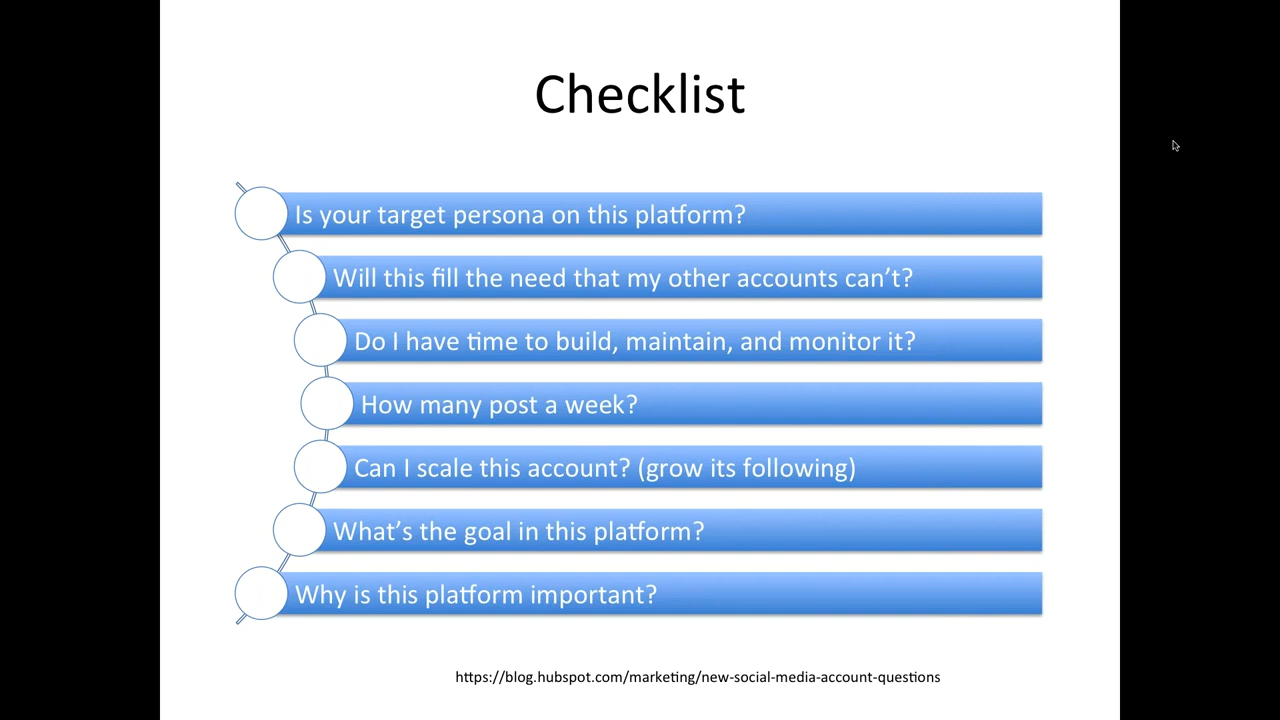 Checklist
Is your target persona on this platform?
Will this fill the need that my other accounts can’t?
Do I have time to build, maintain, and monitor it?
How many post a week?
Can I scale this account? (grow its following)
What’s the goal in this platform?
Why is this platform important?
https://blog.hubspot.com/marketing/new-social-media-account-questions